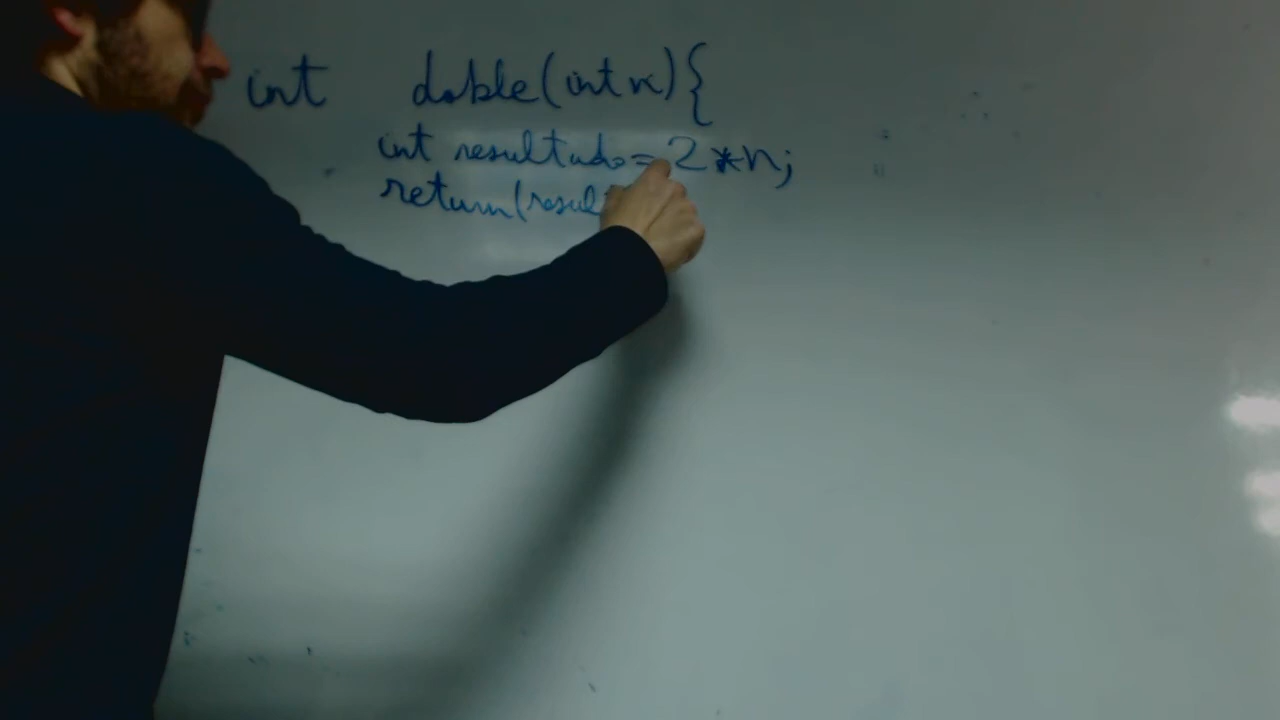 int doble(int n){
int resultado=2*n;
return(resul